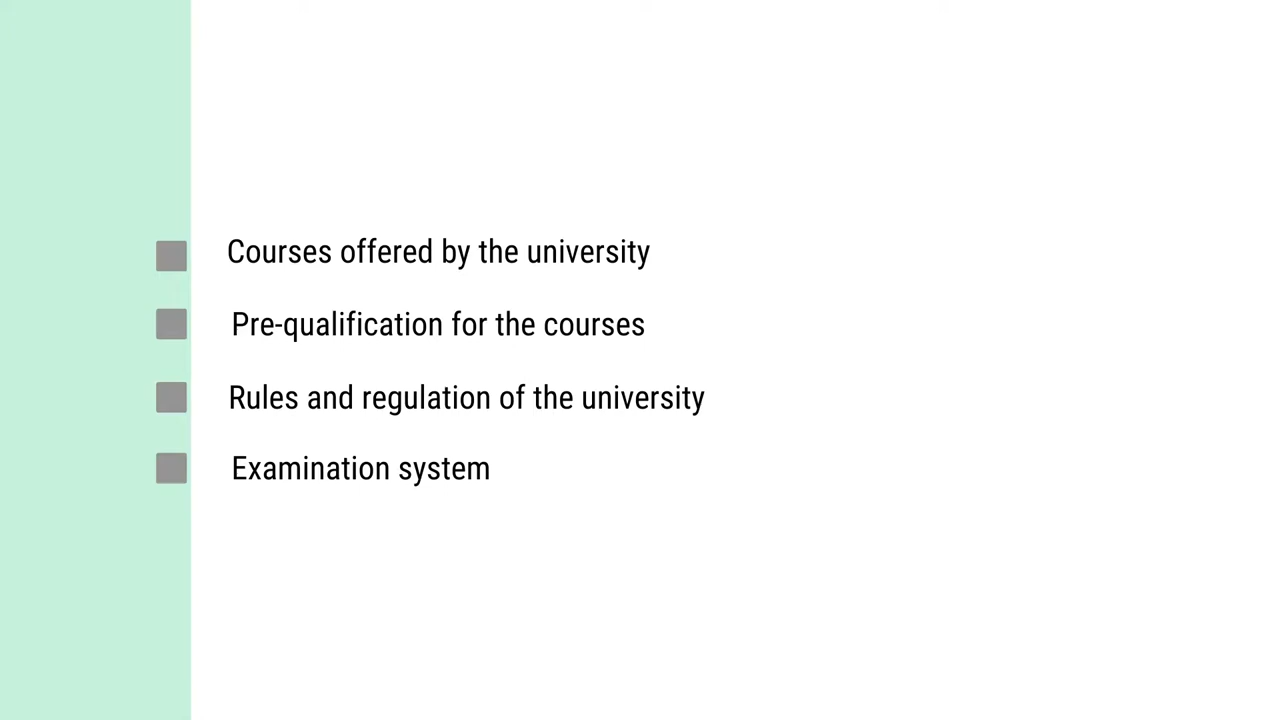 Courses offered by the university
Pre-qualification for the courses
Rules and regulation of the university
Examination system